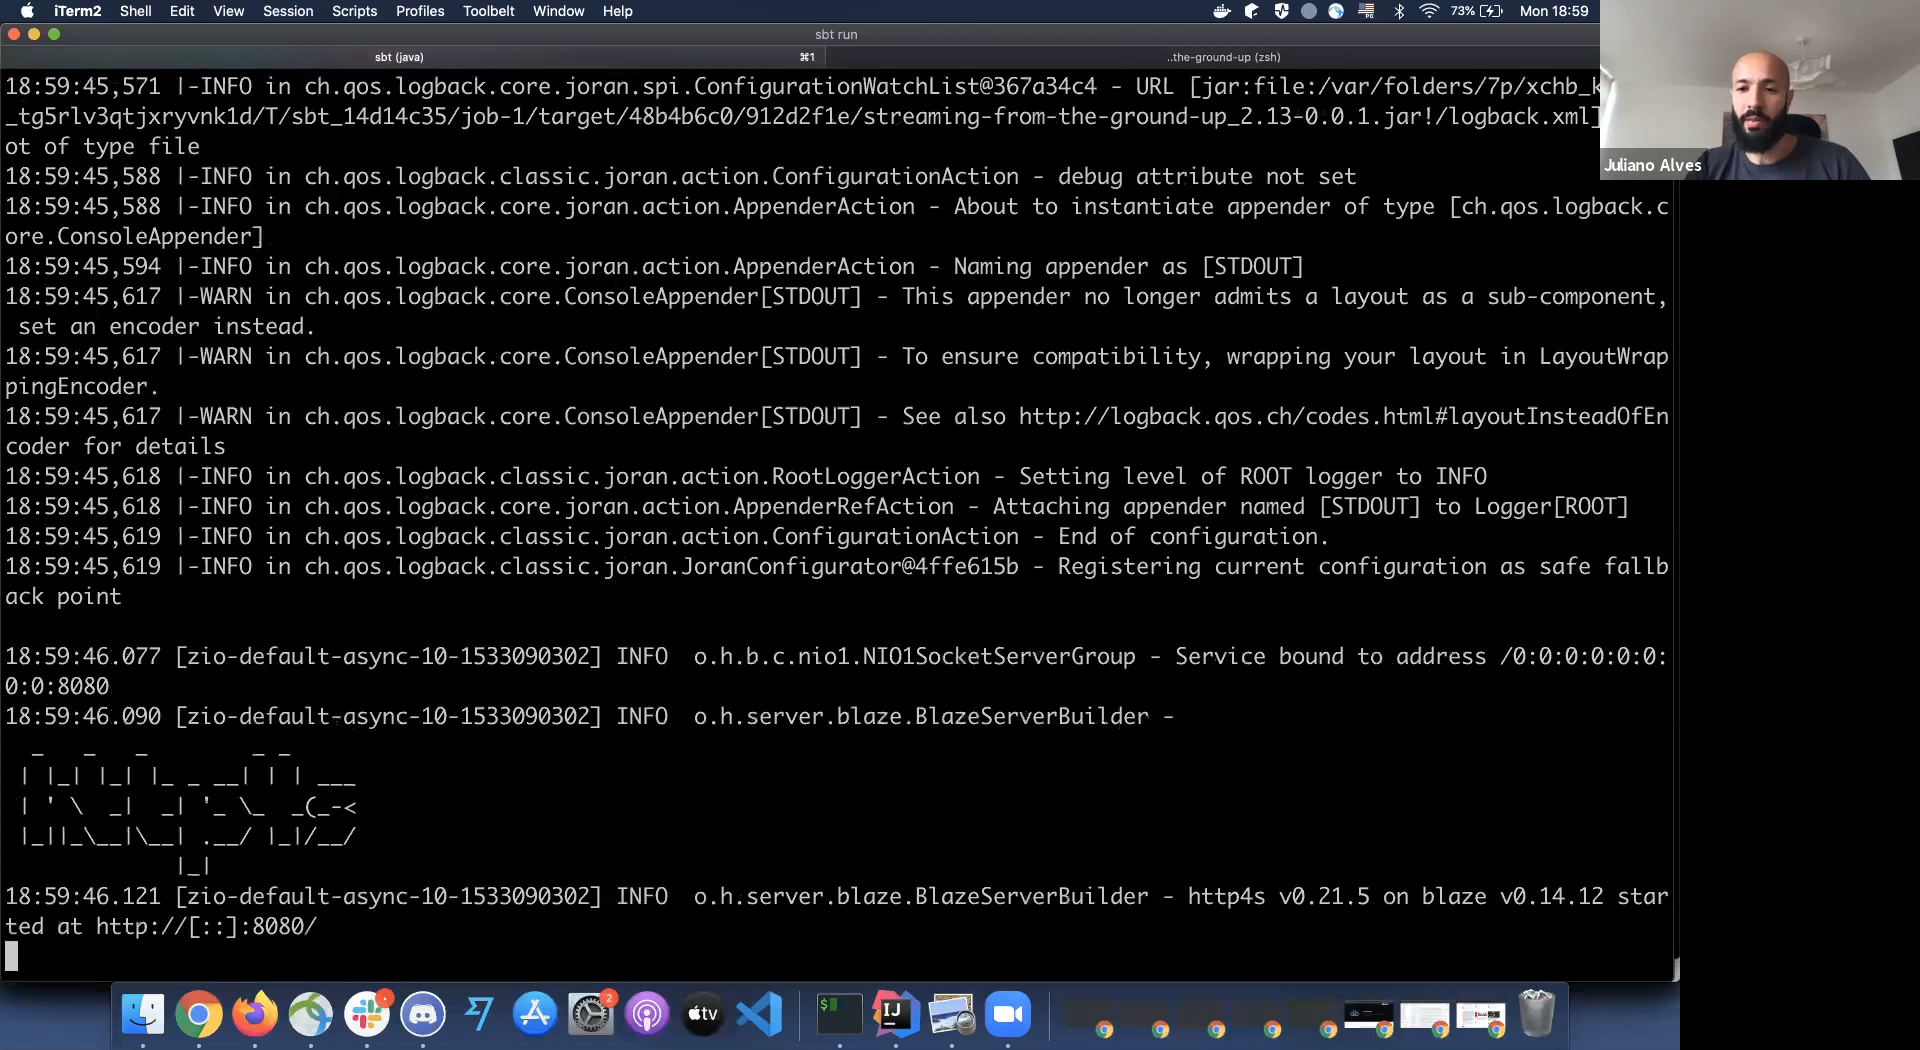 iTerm2 Shell Edit View Session Scripts Profiles Toolbelt Window Help 73% Mon 18:59
sbt run
sbt (java) ⌘1 ..the-ground-up (zsh)
18:59:45,571 |-INFO in ch.qos.logback.core.joran.spi.ConfigurationWatchList@367a34c4 - URL [jar:file:/var/folders/7p/xchb_k
_tg5rlv3qtjxryvnk1d/T/sbt_14d14c35/job-1/target/48b4b6c0/912d2f1e/streaming-from-the-ground-up_2.13-0.0.1.jar!/logback.xml]
ot of type file
18:59:45,588 |-INFO in ch.qos.logback.classic.joran.action.ConfigurationAction - debug attribute not set
18:59:45,588 |-INFO in ch.qos.logback.core.joran.action.AppenderAction - About to instantiate appender of type [ch.qos.logback.c
ore.ConsoleAppender]
18:59:45,594 |-INFO in ch.qos.logback.core.joran.action.AppenderAction - Naming appender as [STDOUT]
18:59:45,617 |-WARN in ch.qos.logback.core.ConsoleAppender[STDOUT] - This appender no longer admits a layout as a sub-component,
set an encoder instead.
18:59:45,617 |-WARN in ch.qos.logback.core.ConsoleAppender[STDOUT] - To ensure compatibility, wrapping your layout in LayoutWrap
pingEncoder.
18:59:45,617 |-WARN in ch.qos.logback.core.ConsoleAppender[STDOUT] - See also http://logback.qos.ch/codes.html#layoutInsteadOfEn
coder for details
18:59:45,618 |-INFO in ch.qos.logback.classic.joran.action.RootLoggerAction - Setting level of ROOT logger to INFO
18:59:45,618 |-INFO in ch.qos.logback.core.joran.action.AppenderRefAction - Attaching appender named [STDOUT] to Logger[ROOT]
18:59:45,619 |-INFO in ch.qos.logback.classic.joran.action.ConfigurationAction - End of configuration.
18:59:45,619 |-INFO in ch.qos.logback.classic.joran.JoranConfigurator@4ffe615b - Registering current configuration as safe fallb
ack point
18:59:46.077 [zio-default-async-10-1533090302] INFO  o.h.b.c.nio1.NIO1SocketServerGroup - Service bound to address /0:0:0:0:0:0:
0:0:8080
18:59:46.090 [zio-default-async-10-1533090302] INFO  o.h.server.blaze.BlazeServerBuilder -
  _   _   _        _ _
 | |_| |_| |_ _ __| | | ___
 | ' \  _|  _| '_ \_  _(_-<
 |_||_\__|\__| .__/ |_|/__/
             |_|
18:59:46.121 [zio-default-async-10-1533090302] INFO  o.h.server.blaze.BlazeServerBuilder - http4s v0.21.5 on blaze v0.14.12 star
ted at http://[::]:8080/
Juliano Alves
2
tv
$
IJ